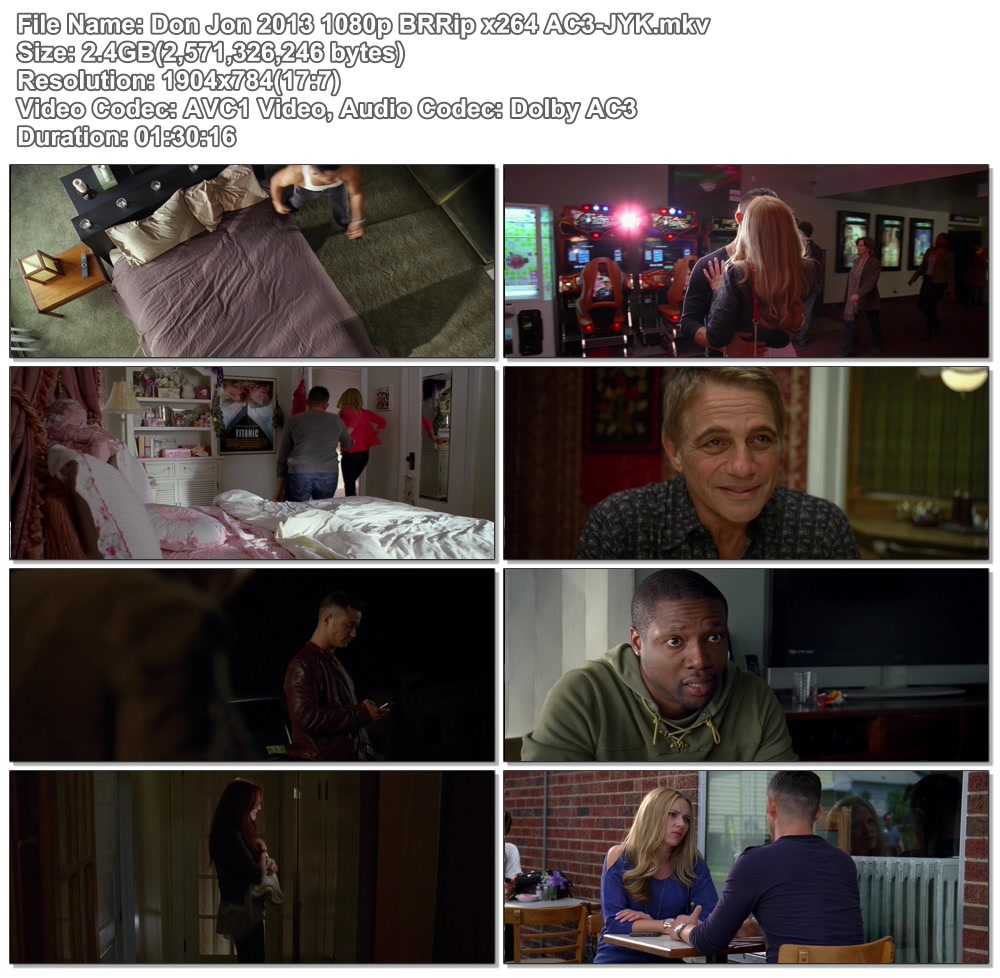 File Name: Don Jon 2013 1080p BRRip x264 AC3-JYK.mkv
Size: 2.4GB(2,571,326,246 bytes)
Resolution: 1904x784(17:7)
Video Codec: AVC1 Video, Audio Codec: Dolby AC3
Duration: 01:30:16
TITANIC